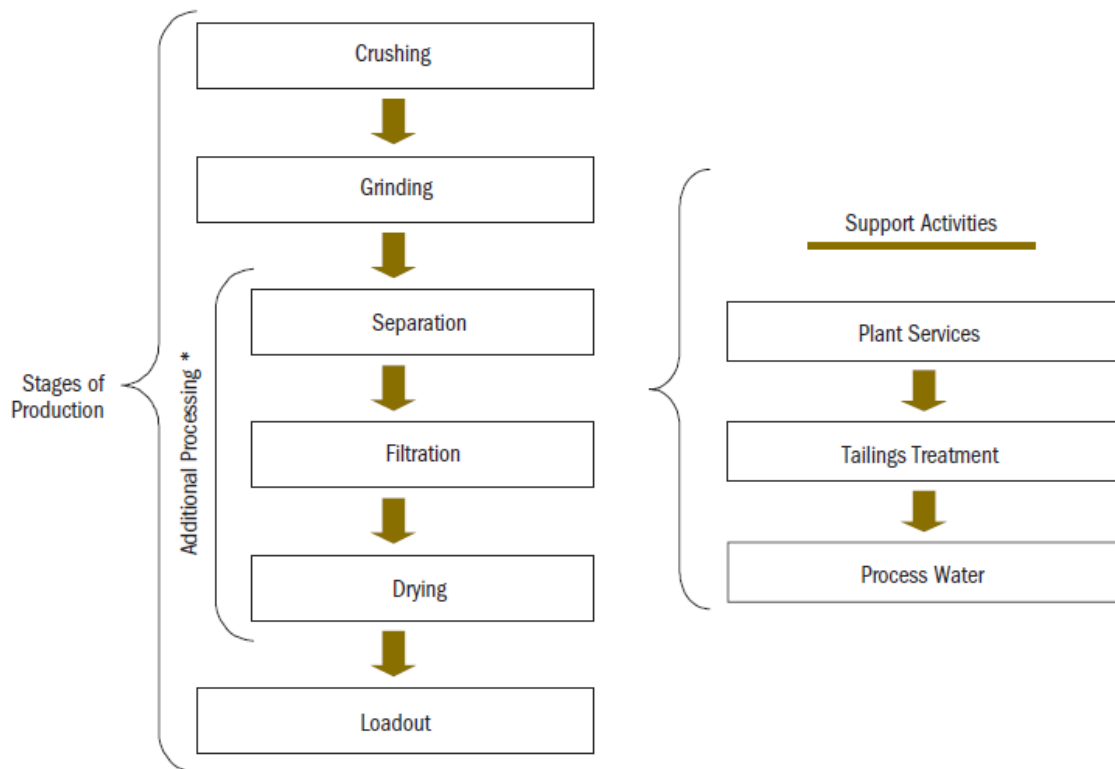 Crushing
Grinding
Separation
Filtration
Drying
Loadout
Stages of
Production
Additional Processing *
Support Activities
Plant Services
Tailings Treatment
Process Water